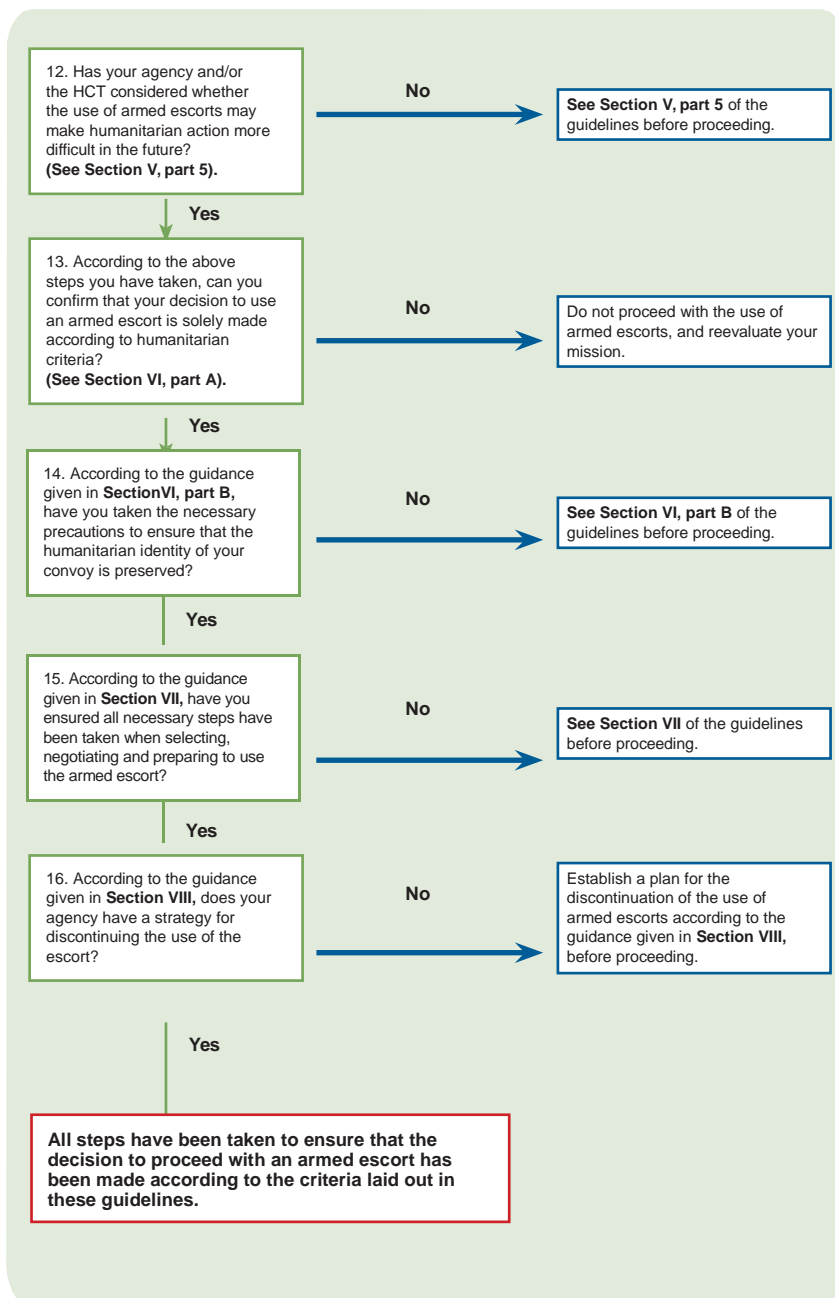 12. Has your agency and/or
the HCT considered whether
the use of armed escorts may
make humanitarian action more
difficult in the future?
(See Section V, part 5).
No
See Section V, part 5 of the
guidelines before proceeding.
Yes
13. According to the above
steps you have taken, can you
confirm that your decision to use
an armed escort is solely made
according to humanitarian
criteria?
(See Section VI, part A).
No
Do not proceed with the use of
armed escorts, and reevaluate your
mission.
Yes
14. According to the guidance
given in SectionVI, part B,
have you taken the necessary
precautions to ensure that the
humanitarian identity of your
convoy is preserved?
No
See Section VI, part B of the
guidelines before proceeding.
Yes
15. According to the guidance
given in Section VII, have you
ensured all necessary steps have
been taken when selecting,
negotiating and preparing to use
the armed escort?
No
See Section VII of the guidelines
before proceeding.
Yes
16. According to the guidance
given in Section VIII, does your
agency have a strategy for
discontinuing the use of the
escort?
No
Establish a plan for the
discontinuation of the use of
armed escorts according to the
guidance given in Section VIII,
before proceeding.
Yes
All steps have been taken to ensure that the
decision to proceed with an armed escort has
been made according to the criteria laid out in
these guidelines.